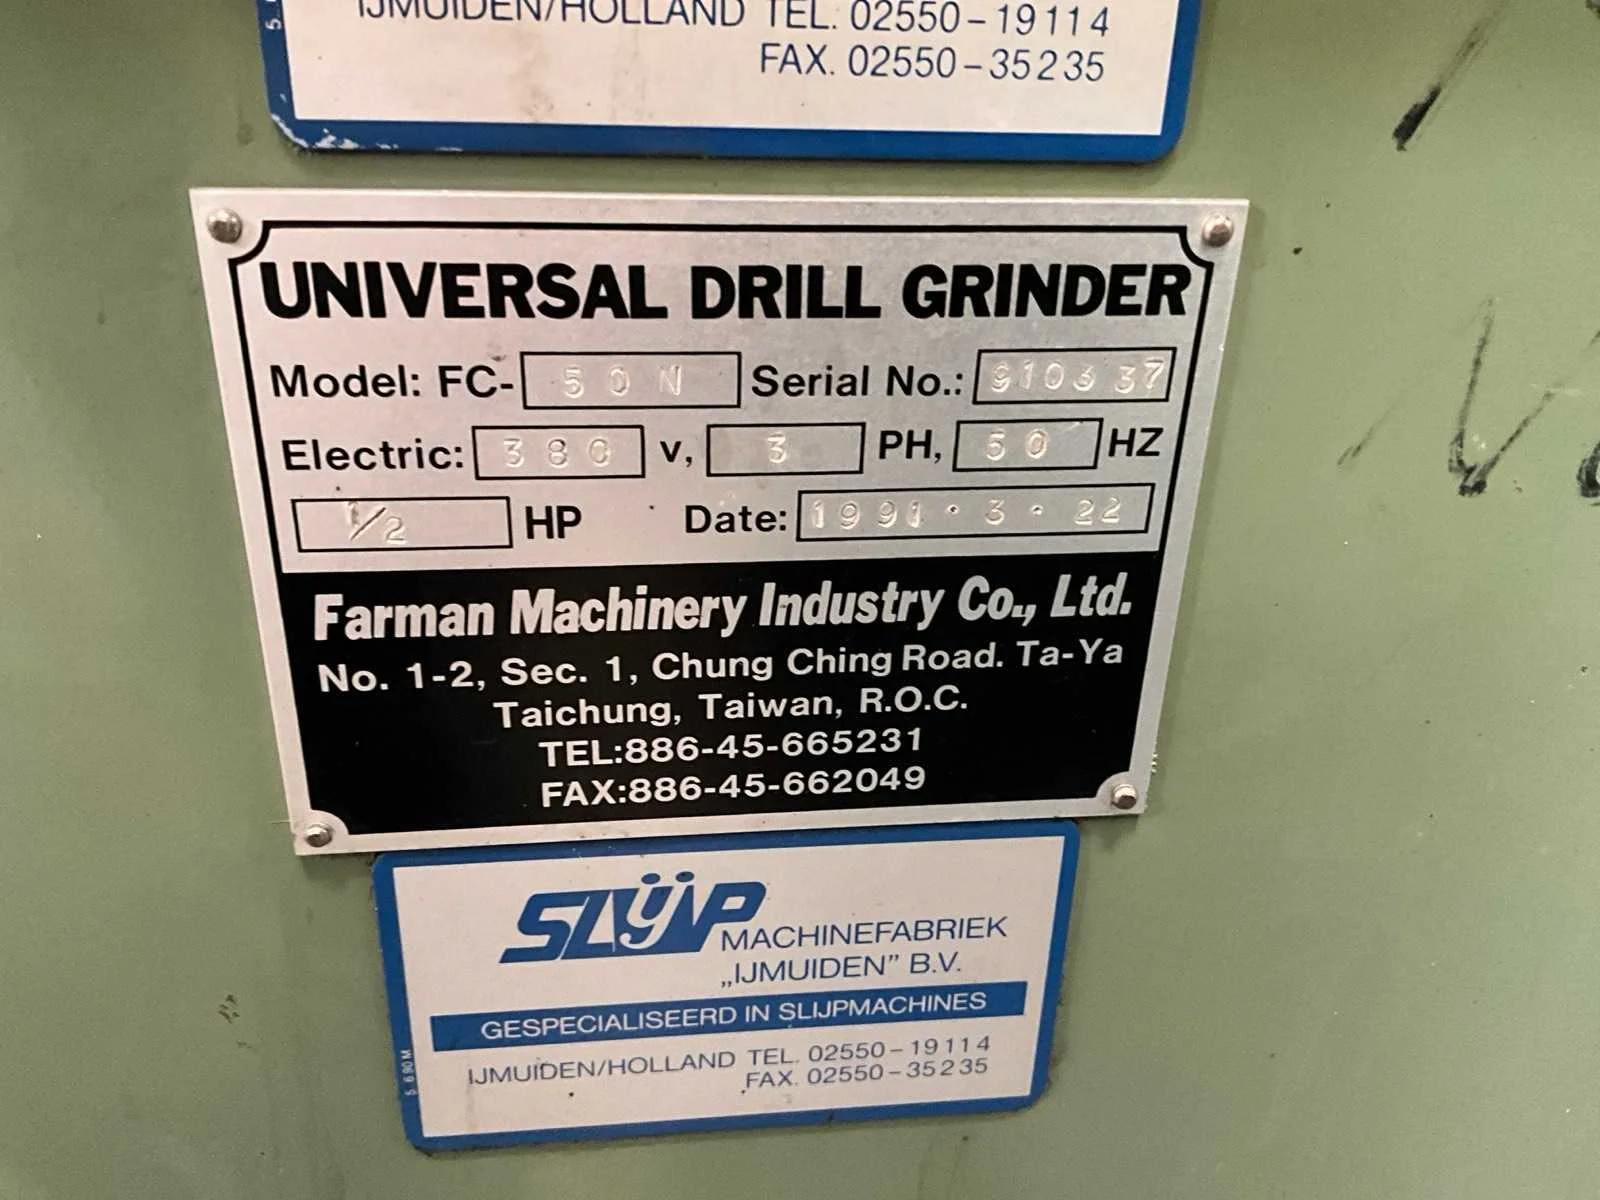 IJMUIDEN/HOLLAND TEL. 02550-19114
FAX. 02550-35235
UNIVERSAL DRILL GRINDER
Model: FC- 50N Serial No.: 910337
Electric: 380 V, 3 PH, 50 HZ
1/2 HP Date: 1991·3·22
Farman Machinery Industry Co., Ltd.
No. 1-2, Sec. 1, Chung Ching Road. Ta-Ya
Taichung, Taiwan, R.O.C.
TEL:886-45-665231
FAX:886-45-662049
SLIJP MACHINEFABRIEK
„IJMUIDEN” B.V.
GESPECIALISEERD IN SLIJPMACHINES
IJMUIDEN/HOLLAND TEL. 02550-19114
FAX. 02550-35235
5 690 M